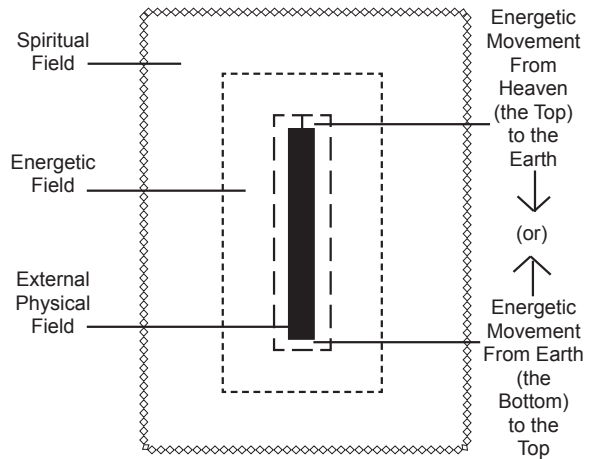 Spiritual
Field
Energetic
Field
External
Physical
Field
Energetic
Movement
From
Heaven
(the Top)
to the
Earth
(or)
Energetic
Movement
From Earth
(the
Bottom)
to the
Top